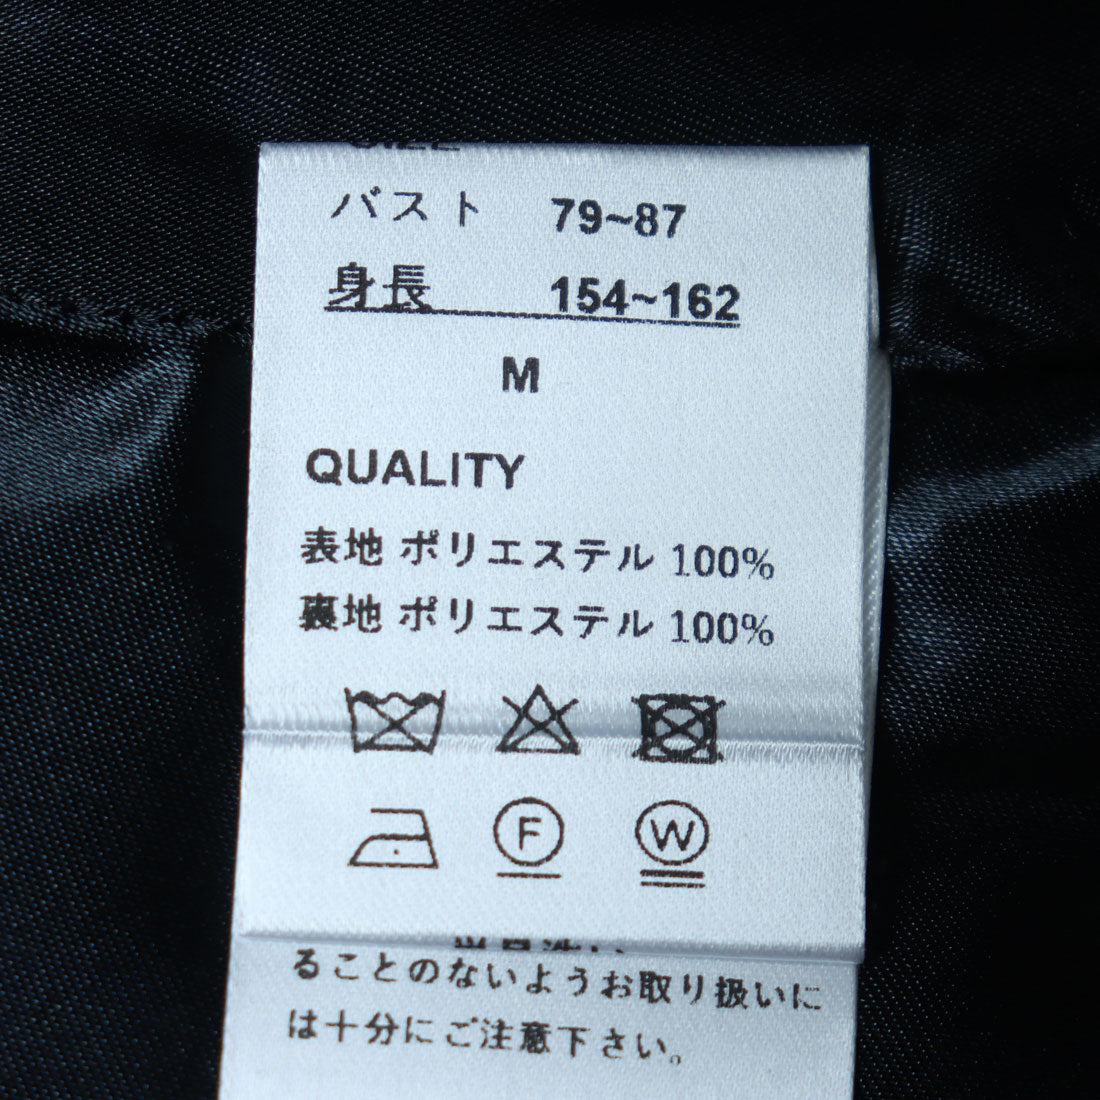 SIZE
バスト 79~87
身長 154~162
M
QUALITY
表地 ポリエステル 100%
裏地 ポリエステル 100%
F W
ることのないようお取り扱いに
は十分にご注意下さい。